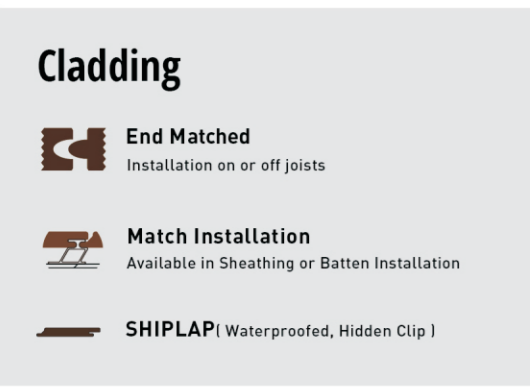 Cladding
End Matched
Installation on or off joists
Match Installation
Available in Sheathing or Batten Installation
SHIPLAP( Waterproofed, Hidden Clip )